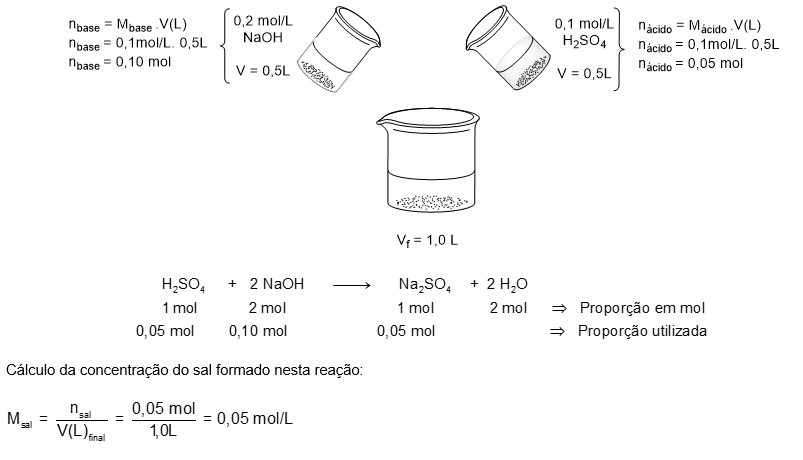 n_base = M_base .V(L)
n_base = 0,1mol/L. 0,5L
n_base = 0,10 mol
0,2 mol/L
NaOH
V = 0,5L
0,1 mol/L
H₂SO₄
V = 0,5L
n_ácido = M_ácido .V(L)
n_ácido = 0,1mol/L. 0,5L
n_ácido = 0,05 mol
V_f = 1,0 L
H₂SO₄ + 2 NaOH ⟶ Na₂SO₄ + 2 H₂O
1 mol 2 mol 1 mol 2 mol ⇒ Proporção em mol
0,05 mol 0,10 mol 0,05 mol ⇒ Proporção utilizada
Cálculo da concentração do sal formado nesta reação:
M_sal = n_sal / V(L)_final = 0,05 mol / 1,0L = 0,05 mol/L